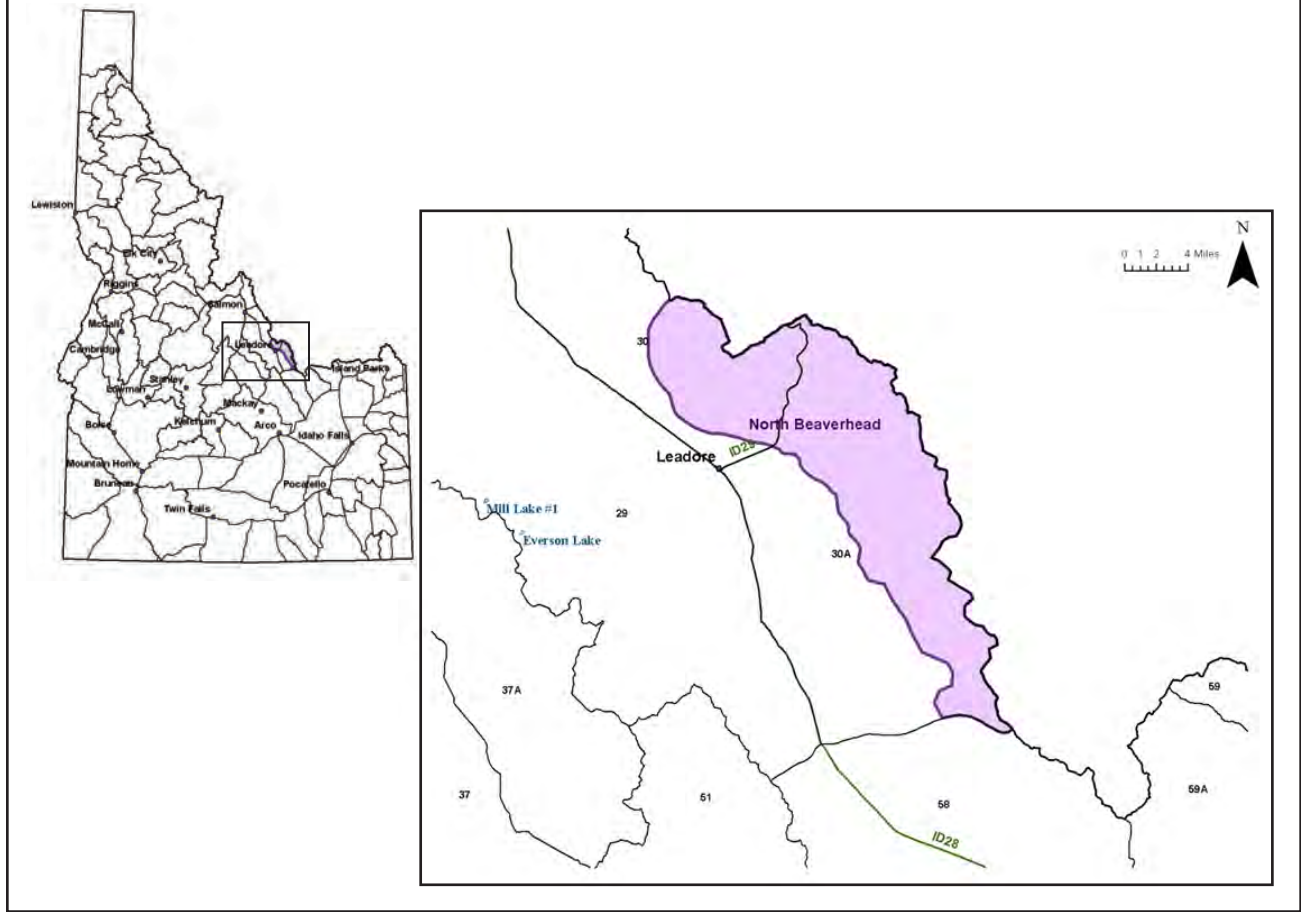 Lewiston
Elk City
Riggins
Salmon
McCall
Leadore
Cambridge
Island Park
Stanley
Lowman
Mackay
Ketchum
Arco
Boise
Idaho Falls
Mountain Home
Bruneau
Pocatello
Twin Falls
N
0 1 2 4 Miles
30
North Beaverhead
ID29
Leadore
Mill Lake #1
29
Everson Lake
30A
37A
59
37
51
58
59A
ID28